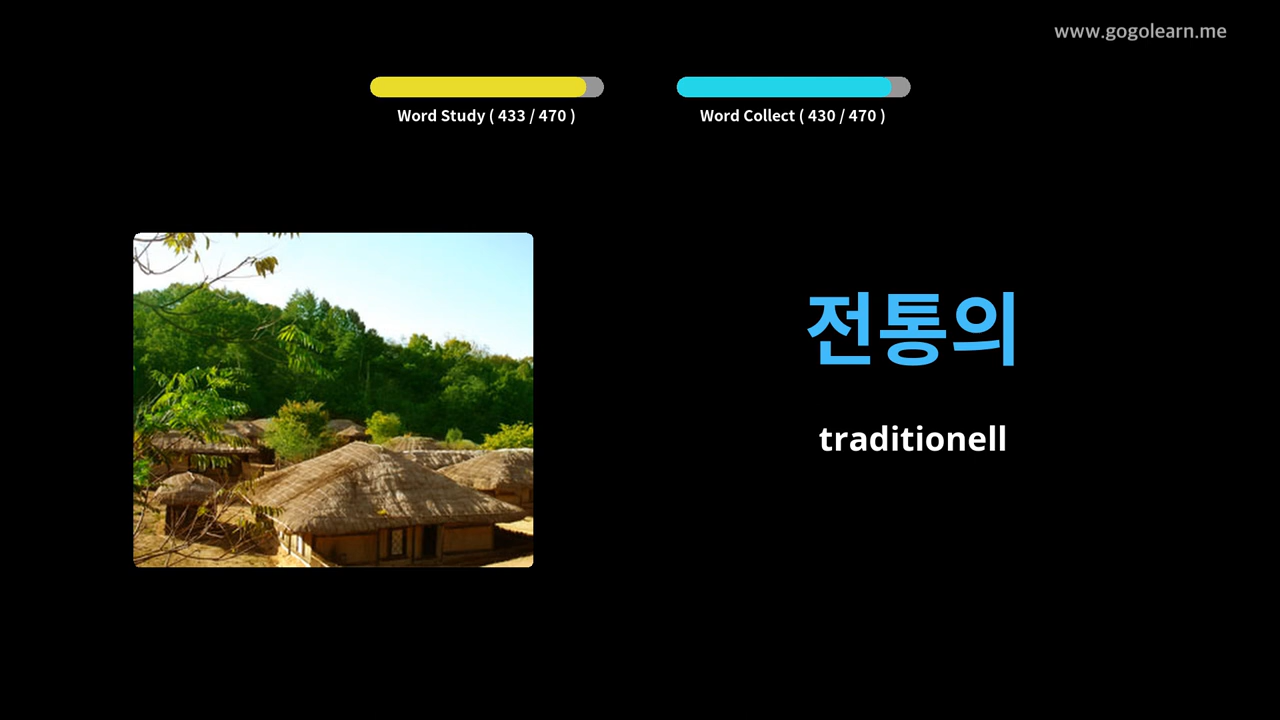 www.gogolearn.me
Word Study ( 433 / 470 )
Word Collect ( 430 / 470 )
전통의
traditionell